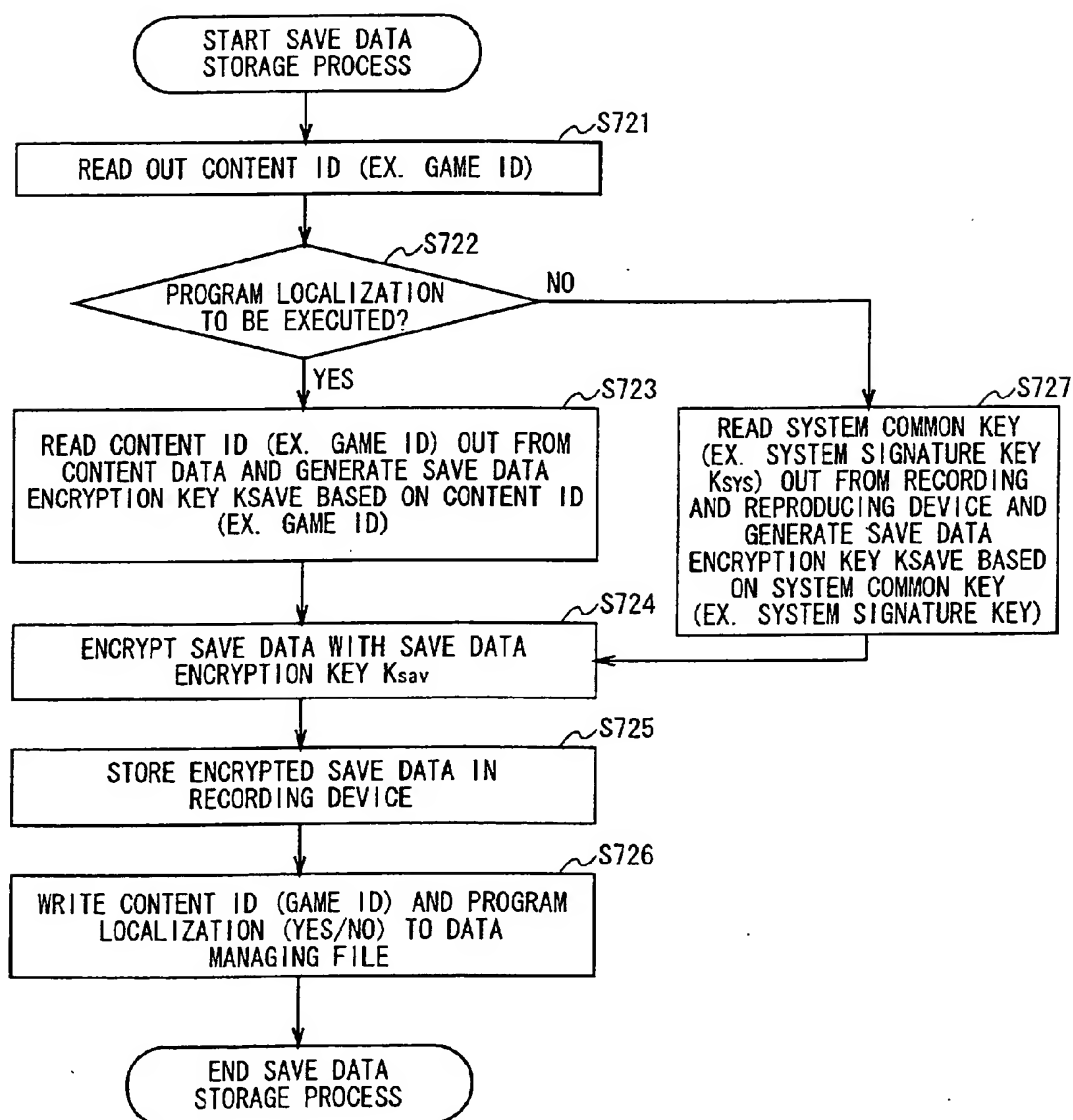 START SAVE DATA
STORAGE PROCESS
S721
READ OUT CONTENT ID (EX. GAME ID)
S722
PROGRAM LOCALIZATION
TO BE EXECUTED?
NO
YES
S723
READ CONTENT ID (EX. GAME ID) OUT FROM
CONTENT DATA AND GENERATE SAVE DATA
ENCRYPTION KEY KSAVE BASED ON CONTENT ID
(EX. GAME ID)
S727
READ SYSTEM COMMON KEY
(EX. SYSTEM SIGNATURE KEY
Ksys) OUT FROM RECORDING
AND REPRODUCING DEVICE AND
GENERATE SAVE DATA
ENCRYPTION KEY KSAVE BASED
ON SYSTEM COMMON KEY
(EX. SYSTEM SIGNATURE KEY)
S724
ENCRYPT SAVE DATA WITH SAVE DATA
ENCRYPTION KEY Ksav
S725
STORE ENCRYPTED SAVE DATA IN
RECORDING DEVICE
S726
WRITE CONTENT ID (GAME ID) AND PROGRAM
LOCALIZATION (YES/NO) TO DATA
MANAGING FILE
END SAVE DATA
STORAGE PROCESS